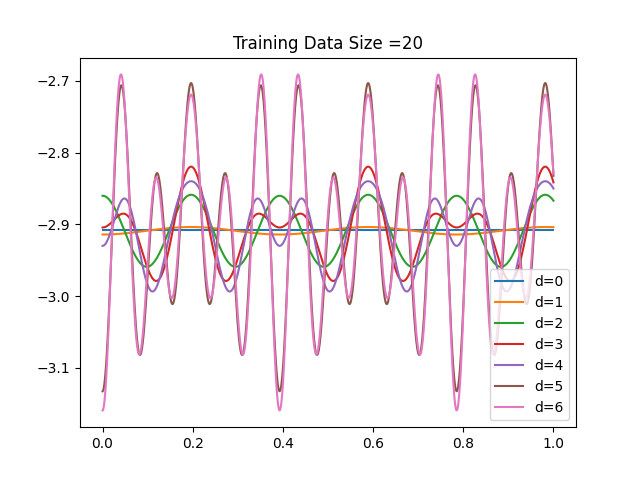 Training Data Size =20
−2.7
−2.8
−2.9
−3.0
−3.1
0.0 0.2 0.4 0.6 0.8 1.0
d=0
d=1
d=2
d=3
d=4
d=5
d=6